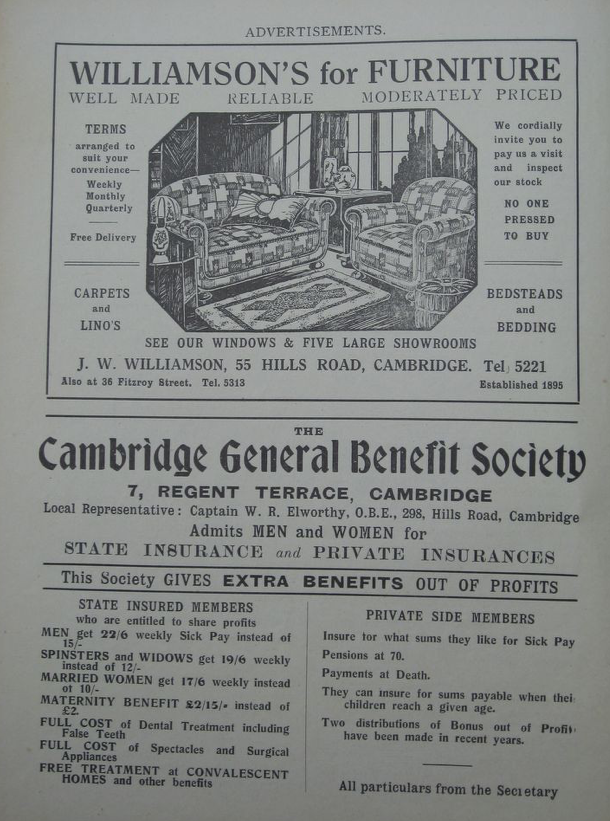 ADVERTISEMENTS.
WILLIAMSON'S for FURNITURE
WELL MADE RELIABLE MODERATELY PRICED
TERMS
arranged to
suit your
convenience—
Weekly
Monthly
Quarterly
Free Delivery
CARPETS
and
LINO'S
We cordially
invite you to
pay us a visit
and inspect
our stock
NO ONE
PRESSED
TO BUY
BEDSTEADS
and
BEDDING
SEE OUR WINDOWS & FIVE LARGE SHOWROOMS
J. W. WILLIAMSON, 55 HILLS ROAD, CAMBRIDGE. Tel 5221
Also at 36 Fitzroy Street. Tel. 5313 Established 1895
THE
Cambridge General Benefit Society
7, REGENT TERRACE, CAMBRIDGE
Local Representative: Captain W. R. Elworthy, O.B.E., 298, Hills Road, Cambridge
Admits MEN and WOMEN for
STATE INSURANCE and PRIVATE INSURANCES
This Society GIVES EXTRA BENEFITS OUT OF PROFITS
STATE INSURED MEMBERS
who are entitled to share profits
MEN get 22/6 weekly Sick Pay instead of
15/-
SPINSTERS and WIDOWS get 19/6 weekly
instead of 12/-
MARRIED WOMEN get 17/6 weekly instead
of 10/-
MATERNITY BENEFIT £2/15/- instead of
£2.
FULL COST of Dental Treatment including
False Teeth
FULL COST of Spectacles and Surgical
Appliances
FREE TREATMENT at CONVALESCENT
HOMES and other benefits
PRIVATE SIDE MEMBERS
Insure for what sums they like for Sick Pay
Pensions at 70.
Payments at Death.
They can insure for sums payable when thei
children reach a given age.
Two distributions of Bonus out of Profit
have been made in recent years.
All particulars from the Secretary